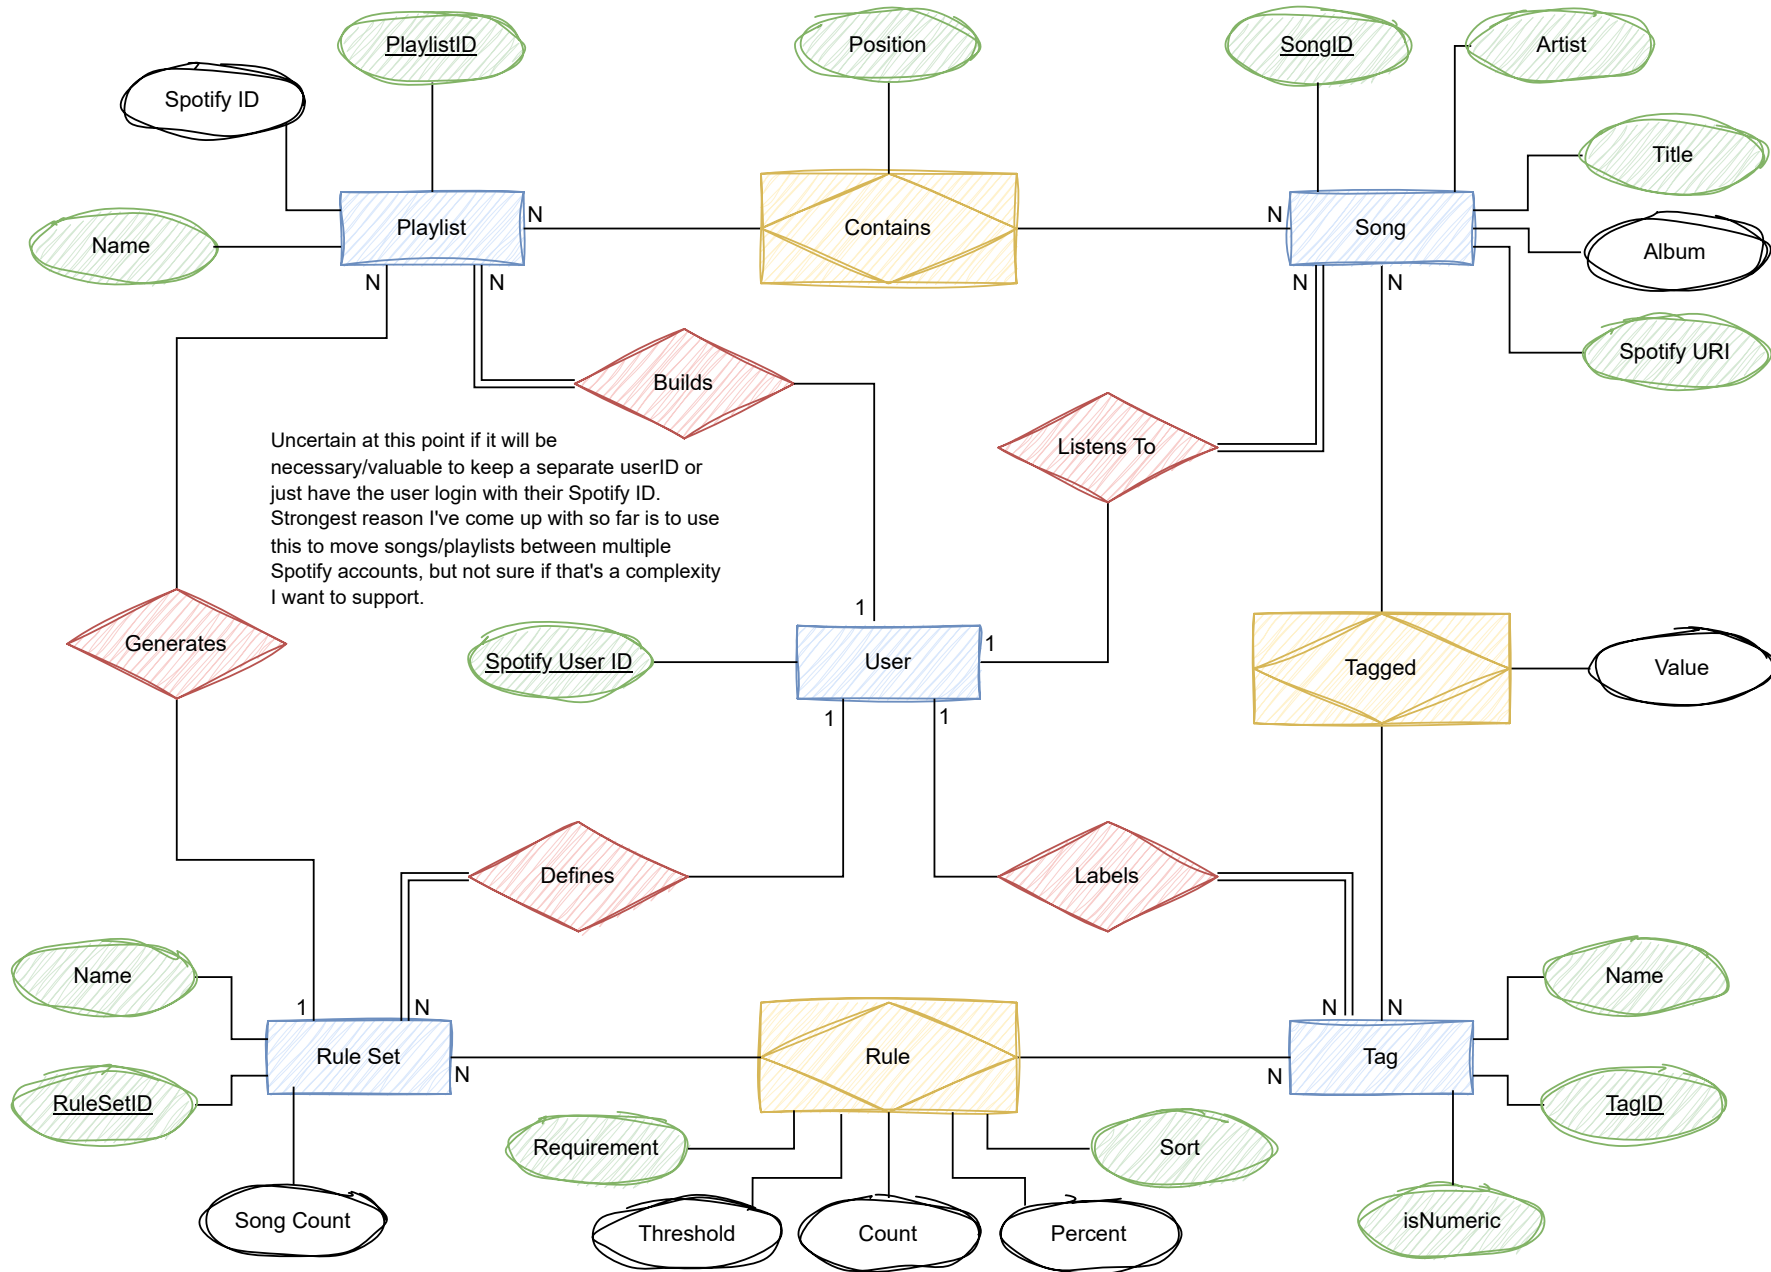 PlaylistID
Position
SongID
Artist
Spotify ID
Title
Name
Playlist
N
Contains
N
Song
Album
N
N
N
N
Spotify URI
Builds
Listens To
Uncertain at this point if it will be
necessary/valuable to keep a separate userID or
just have the user login with their Spotify ID.
Strongest reason I've come up with so far is to use
this to move songs/playlists between multiple
Spotify accounts, but not sure if that's a complexity
I want to support.
1
Generates
Spotify User ID
User
1
Tagged
Value
1
1
Defines
Labels
Name
Name
1
N
N
N
Rule Set
N
Rule
N
Tag
RuleSetID
TagID
Requirement
Sort
Song Count
Threshold
Count
Percent
isNumeric